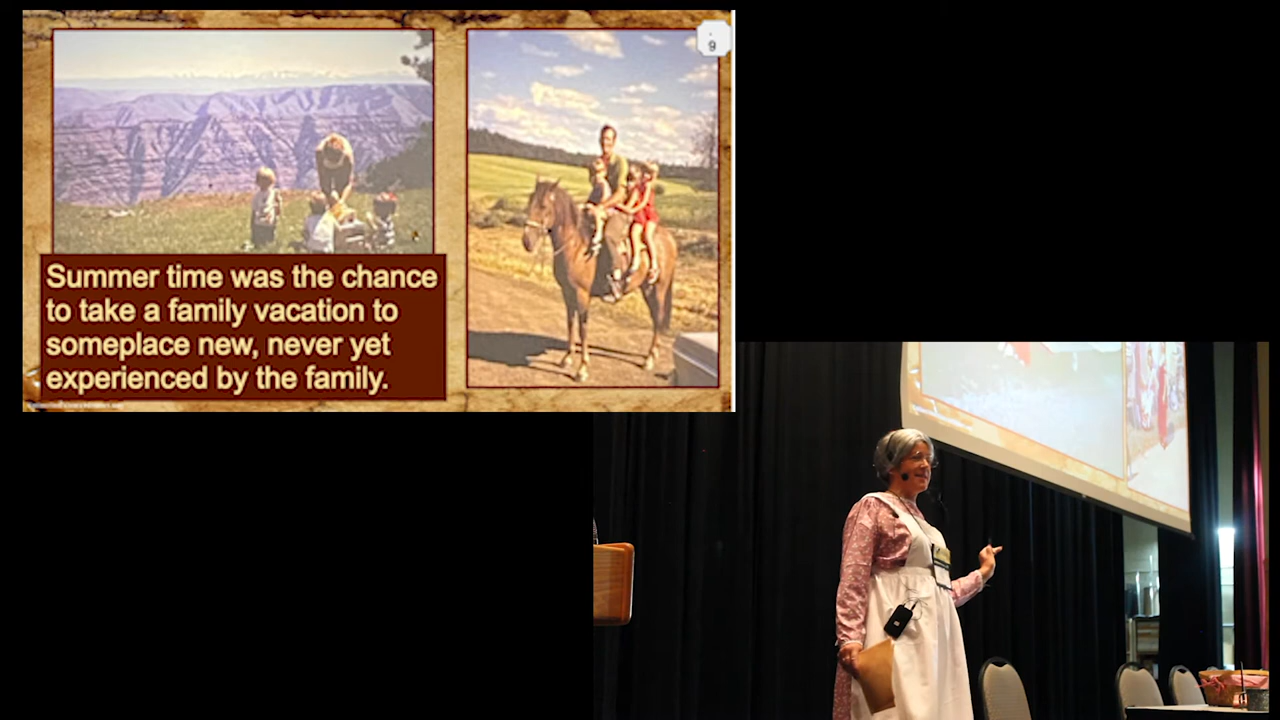 9
Summer time was the chance
to take a family vacation to
someplace new, never yet
experienced by the family.